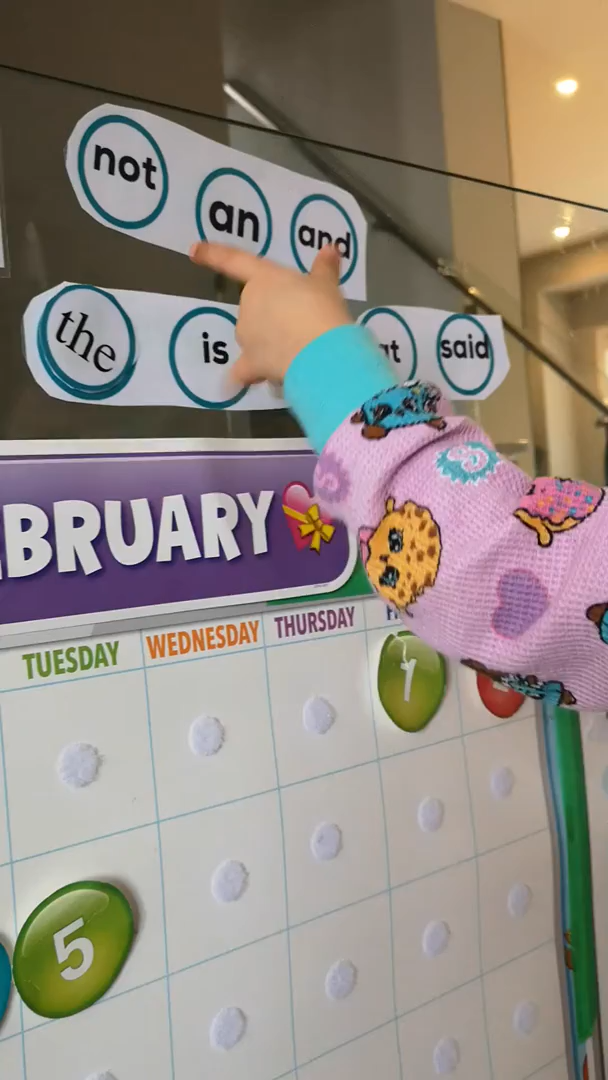 not an and
the is
said
BRUARY
TUESDAY WEDNESDAY THURSDAY
1
5